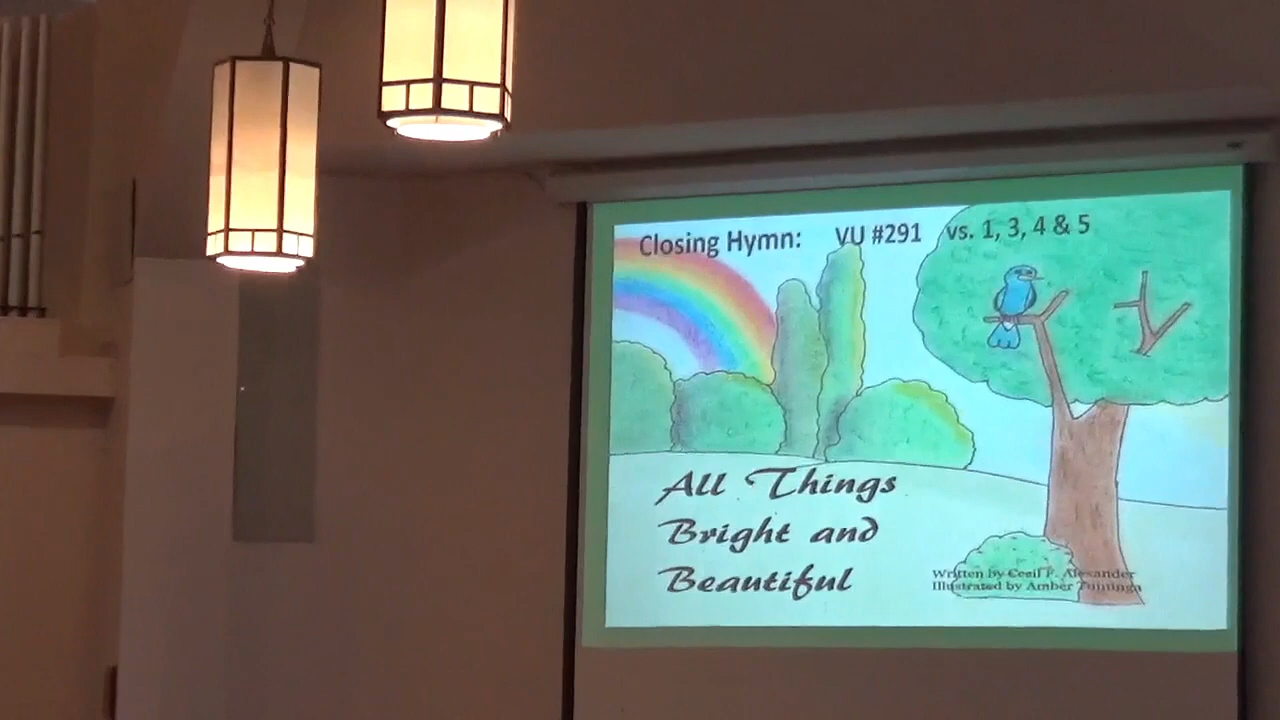 Closing Hymn: VU #291 vs. 1, 3, 4 & 5
All Things
Bright and
Beautiful
Written by Cecil F. Alexander
Illustrated by Amber Tuininga